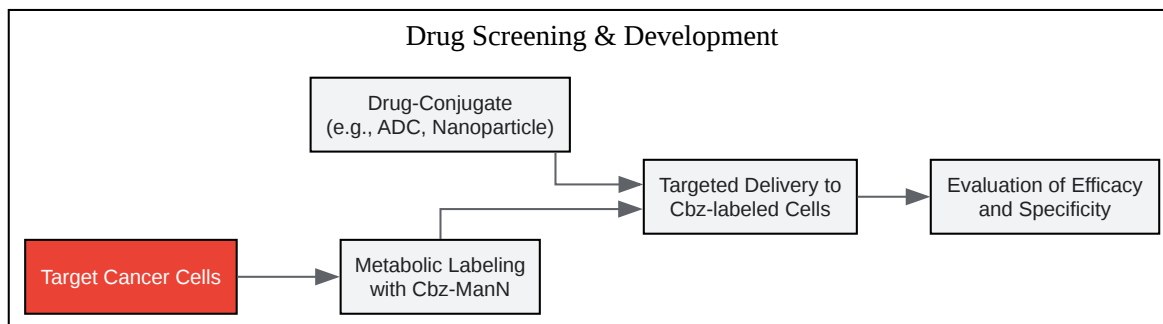 Drug Screening & Development
Drug-Conjugate
(e.g., ADC, Nanoparticle)
Targeted Delivery to
Cbz-labeled Cells
Evaluation of Efficacy
and Specificity
Target Cancer Cells
Metabolic Labeling
with Cbz-ManN